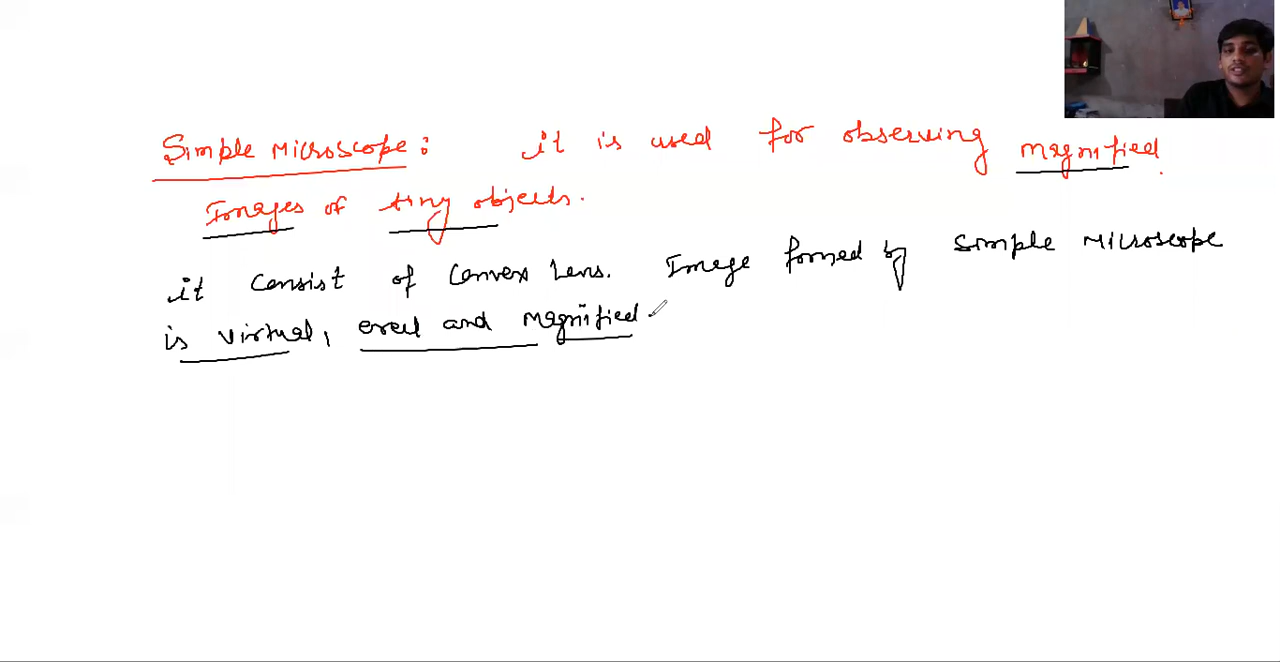 Simple Microscope: it is used for observing magnified
Images of tiny objects.
it consist of Convex Lens. Image formed by simple Microscope
is virtual, erect and magnified